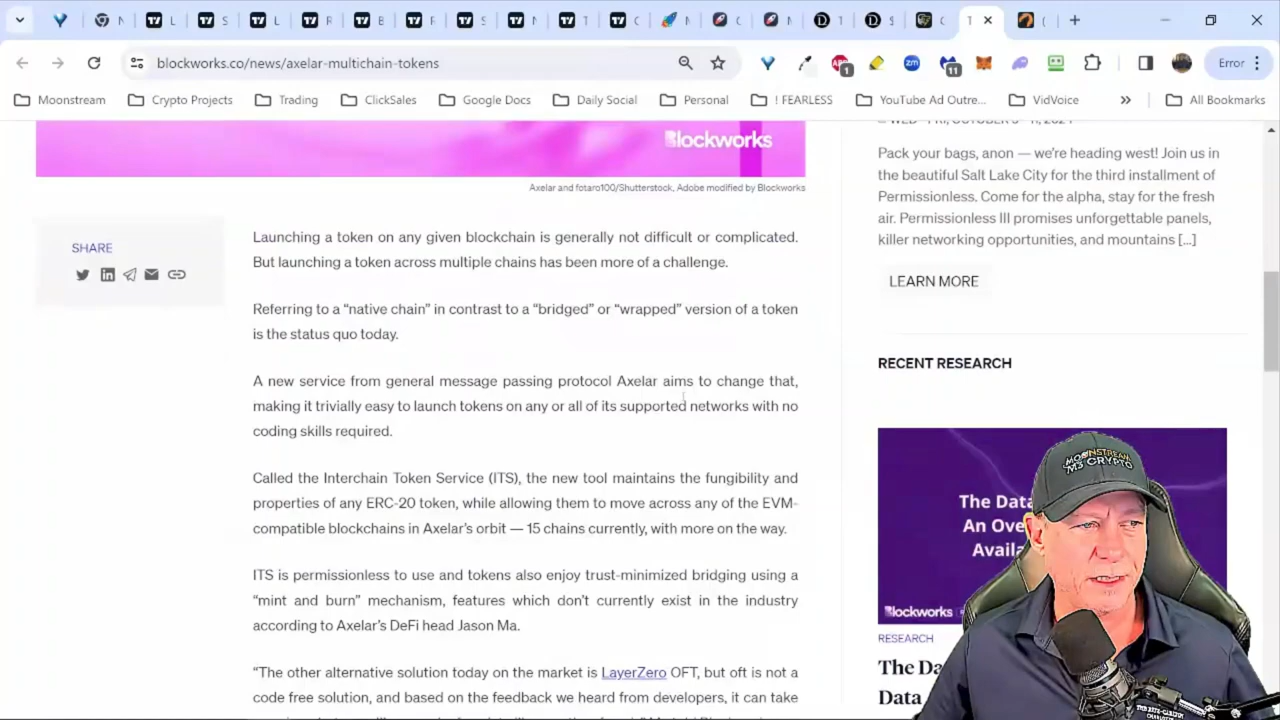 blockworks.co/news/axelar-multichain-tokens
1
11
Error
Moonstream
Crypto Projects
Trading
ClickSales
Google Docs
Daily Social
Personal
! FEARLESS
YouTube Ad Outre...
VidVoice
All Bookmarks
Blockworks
Axelar and fotaro100/Shutterstock, Adobe modified by Blockworks
SHARE
Launching a token on any given blockchain is generally not difficult or complicated.
But launching a token across multiple chains has been more of a challenge.
Referring to a “native chain” in contrast to a “bridged” or “wrapped” version of a token
is the status quo today.
A new service from general message passing protocol Axelar aims to change that,
making it trivially easy to launch tokens on any or all of its supported networks with no
coding skills required.
Called the Interchain Token Service (ITS), the new tool maintains the fungibility and
properties of any ERC-20 token, while allowing them to move across any of the EVM-
compatible blockchains in Axelar’s orbit — 15 chains currently, with more on the way.
ITS is permissionless to use and tokens also enjoy trust-minimized bridging using a
“mint and burn” mechanism, features which don’t currently exist in the industry
according to Axelar’s DeFi head Jason Ma.
“The other alternative solution today on the market is LayerZero OFT, but oft is not a
code free solution, and based on the feedback we heard from developers, it can take
Pack your bags, anon — we’re heading west! Join us in
the beautiful Salt Lake City for the third installment of
Permissionless. Come for the alpha, stay for the fresh
air. Permissionless III promises unforgettable panels,
killer networking opportunities, and mountains [...]
LEARN MORE
RECENT RESEARCH
The Data
An Ove
Availa
Blockworks
RESEARCH
The Da
Data
MOONSTREAM
M3 CRYPTO